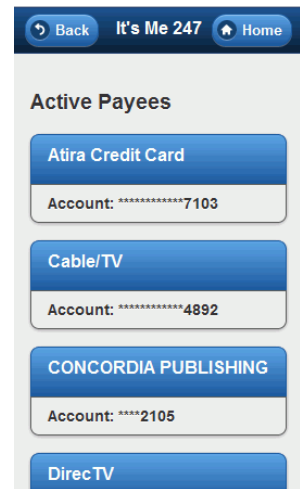 Back It's Me 247 Home
Active Payees
Atira Credit Card
Account: ************7103
Cable/TV
Account: ************4892
CONCORDIA PUBLISHING
Account: ****2105
DirecTV